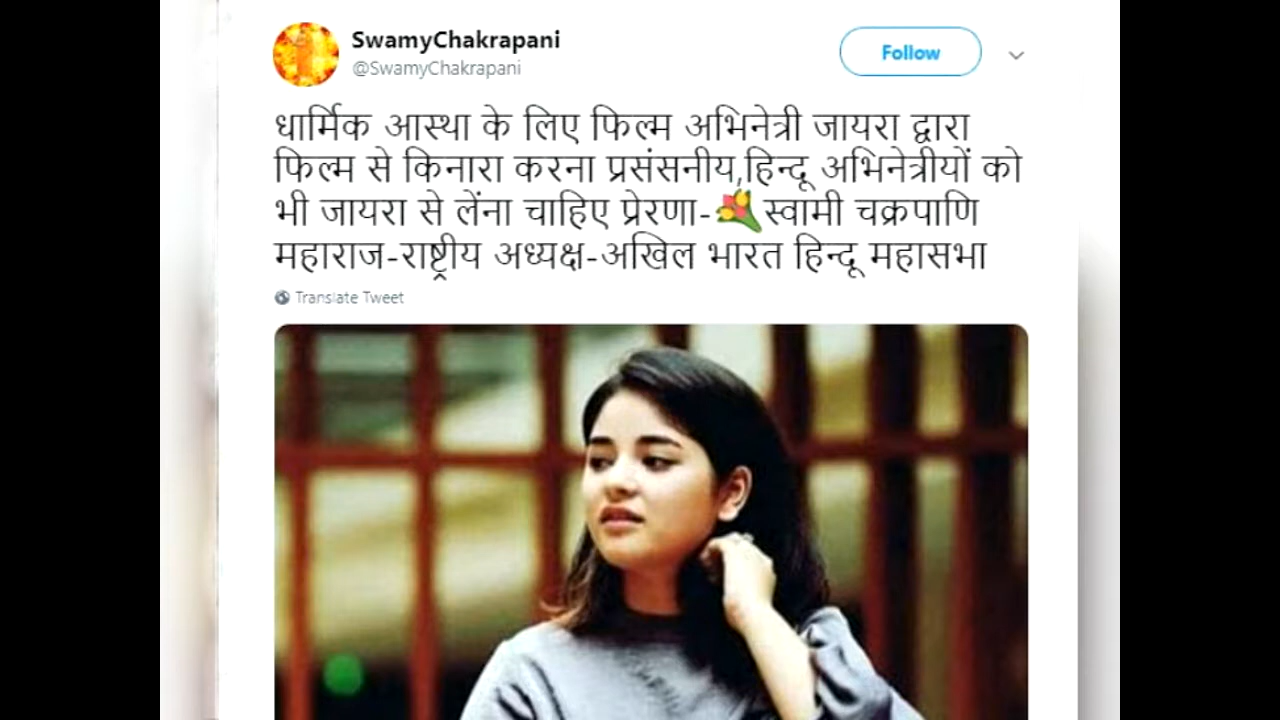 SwamyChakrapani
@SwamyChakrapani
Follow
धार्मिक आस्था के लिए फिल्म अभिनेत्री जायरा द्वारा
फिल्म से किनारा करना प्रसंसनीय,हिन्दू अभिनेत्रीयों को
भी जायरा से लेंना चाहिए प्रेरणा-💐स्वामी चक्रपाणि
महाराज-राष्ट्रीय अध्यक्ष-अखिल भारत हिन्दू महासभा
Translate Tweet